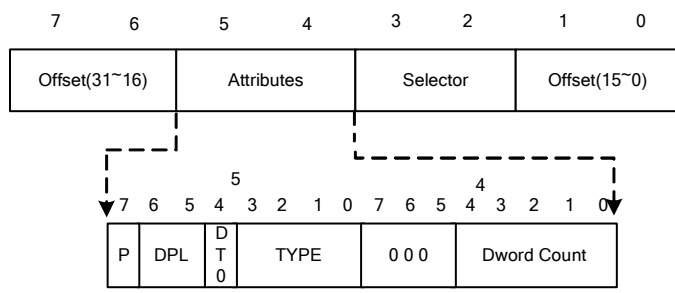 7 6 5 4 3 2 1 0
Offset(31~16) Attributes Selector Offset(15~0)
5 4
7 6 5 4 3 2 1 0 7 6 5 4 3 2 1 0
P DPL D T 0 TYPE 0 0 0 Dword Count